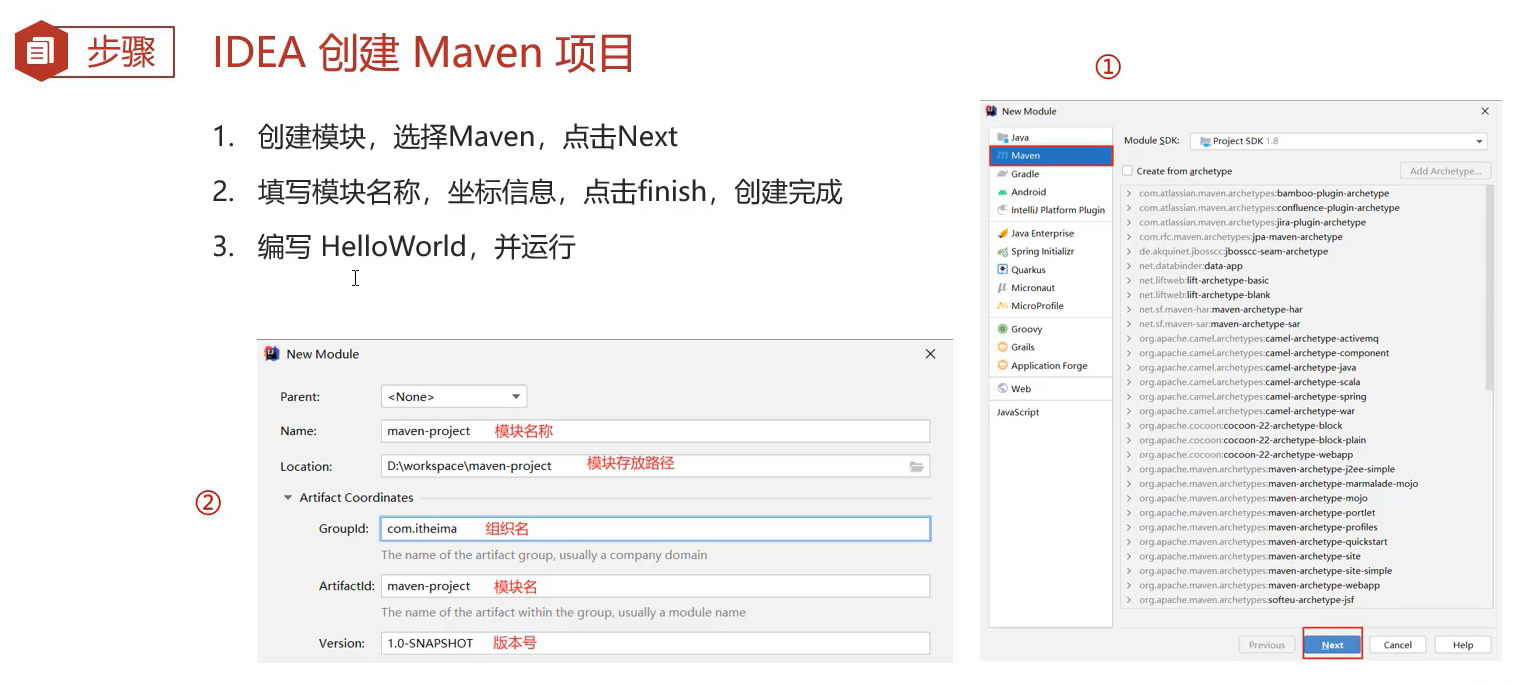 步骤
IDEA 创建 Maven 项目
1. 创建模块，选择Maven，点击Next
2. 填写模块名称，坐标信息，点击finish，创建完成
3. 编写 HelloWorld，并运行
①
New Module
Java
Maven
Gradle
Android
IntelliJ Platform Plugin
Java Enterprise
Spring Initializr
Quarkus
Micronaut
MicroProfile
Groovy
Grails
Application Forge
Web
JavaScript
Module SDK: Project SDK 1.8
Create from archetype
Add Archetype...
com.atlassian.maven.archetypes:bamboo-plugin-archetype
com.atlassian.maven.archetypes:confluence-plugin-archetype
com.atlassian.maven.archetypes:jira-plugin-archetype
com.rfc.maven.archetypes:jpa-maven-archetype
de.akquinet.jbosscc:jbosscc-seam-archetype
net.databinder:data-app
net.liftweb:lift-archetype-basic
net.liftweb:lift-archetype-blank
net.sf.maven-har:maven-archetype-har
net.sf.maven-sar:maven-archetype-sar
org.apache.camel.archetypes:camel-archetype-activemq
org.apache.camel.archetypes:camel-archetype-component
org.apache.camel.archetypes:camel-archetype-java
org.apache.camel.archetypes:camel-archetype-scala
org.apache.camel.archetypes:camel-archetype-spring
org.apache.camel.archetypes:camel-archetype-war
org.apache.cocoon:cocoon-22-archetype-block
org.apache.cocoon:cocoon-22-archetype-block-plain
org.apache.cocoon:cocoon-22-archetype-webapp
org.apache.maven.archetypes:maven-archetype-j2ee-simple
org.apache.maven.archetypes:maven-archetype-marmalade-mojo
org.apache.maven.archetypes:maven-archetype-mojo
org.apache.maven.archetypes:maven-archetype-portlet
org.apache.maven.archetypes:maven-archetype-profiles
org.apache.maven.archetypes:maven-archetype-quickstart
org.apache.maven.archetypes:maven-archetype-site
org.apache.maven.archetypes:maven-archetype-site-simple
org.apache.maven.archetypes:maven-archetype-webapp
org.apache.maven.archetypes:softeu-archetype-jsf
Previous
Next
Cancel
Help
②
New Module
Parent: <None>
Name: maven-project 模块名称
Location: D:\workspace\maven-project 模块存放路径
Artifact Coordinates
GroupId: com.itheima 组织名
The name of the artifact group, usually a company domain
ArtifactId: maven-project 模块名
The name of the artifact within the group, usually a module name
Version: 1.0-SNAPSHOT 版本号